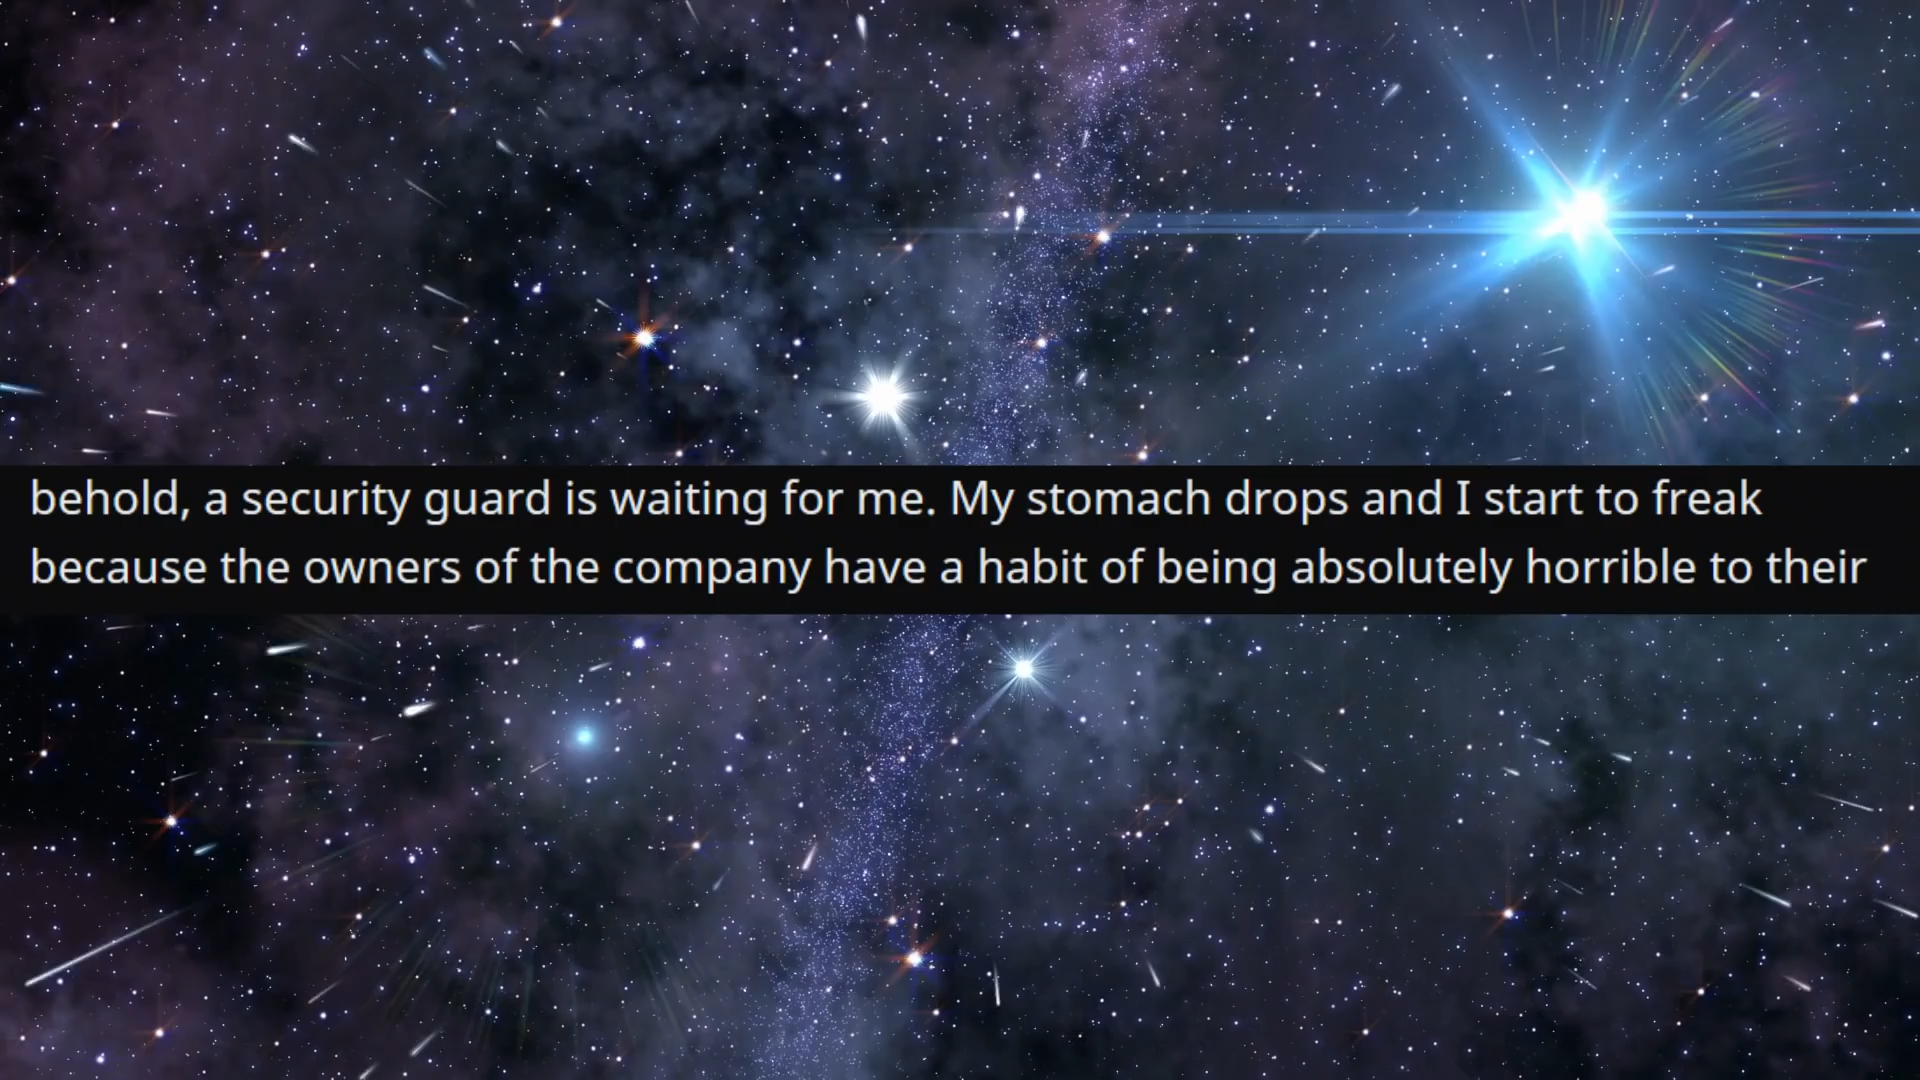 behold, a security guard is waiting for me. My stomach drops and I start to freak
because the owners of the company have a habit of being absolutely horrible to their